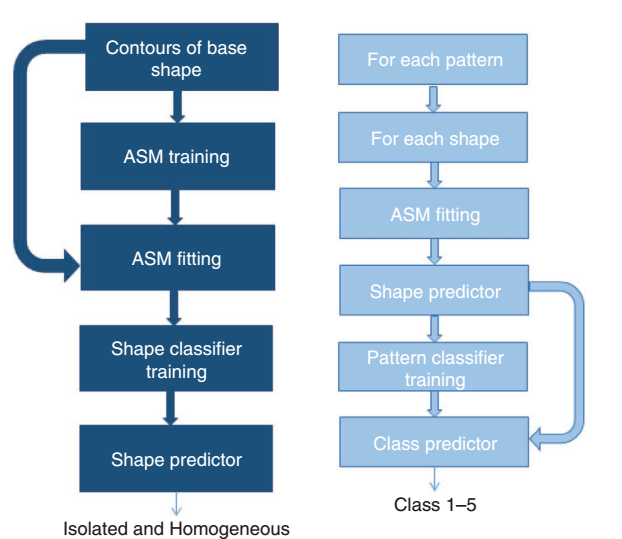 Contours of base
shape
ASM training
ASM fitting
Shape classifier
training
Shape predictor
Isolated and Homogeneous
For each pattern
For each shape
ASM fitting
Shape predictor
Pattern classifier
training
Class predictor
Class 1–5